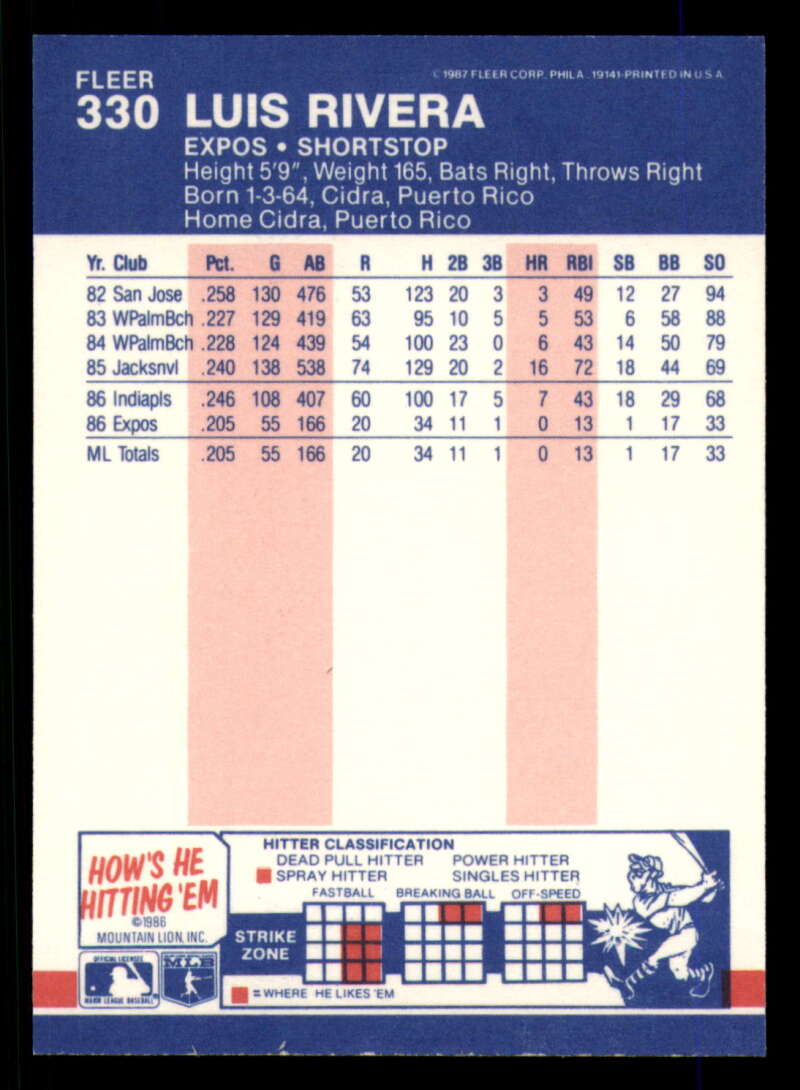 FLEER
© 1987 FLEER CORP. PHILA. 19141-PRINTED IN U.S.A.
330 LUIS RIVERA
EXPOS • SHORTSTOP
Height 5'9", Weight 165, Bats Right, Throws Right
Born 1-3-64, Cidra, Puerto Rico
Home Cidra, Puerto Rico
Yr. Club Pct. G AB R H 2B 3B HR RBI SB BB SO
82 San Jose .258 130 476 53 123 20 3 3 49 12 27 94
83 WPalmBch .227 129 419 63 95 10 5 5 53 6 58 88
84 WPalmBch .228 124 439 54 100 23 0 6 43 14 50 79
85 Jacksnvl .240 138 538 74 129 20 2 16 72 18 44 69
86 Indiapls .246 108 407 60 100 17 5 7 43 18 29 68
86 Expos .205 55 166 20 34 11 1 0 13 1 17 33
ML Totals .205 55 166 20 34 11 1 0 13 1 17 33
HOW'S HE
HITTING 'EM
©1986
MOUNTAIN LION, INC.
OFFICIAL LICENSEE
MAJOR LEAGUE BASEBALL
MLB
HITTER CLASSIFICATION
DEAD PULL HITTER POWER HITTER
SPRAY HITTER SINGLES HITTER
FASTBALL BREAKING BALL OFF-SPEED
STRIKE
ZONE
= WHERE HE LIKES 'EM